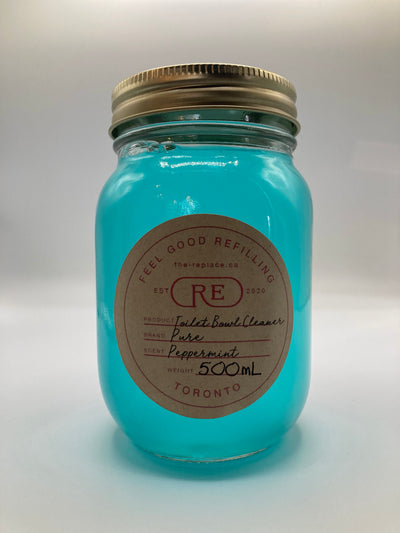 FEEL GOOD REFILLING
the-replace.co
EST RE 2020
PRODUCT Toilet Bowl Cleaner
BRAND Pure
SCENT Peppermint
WEIGHT 500mL
TORONTO